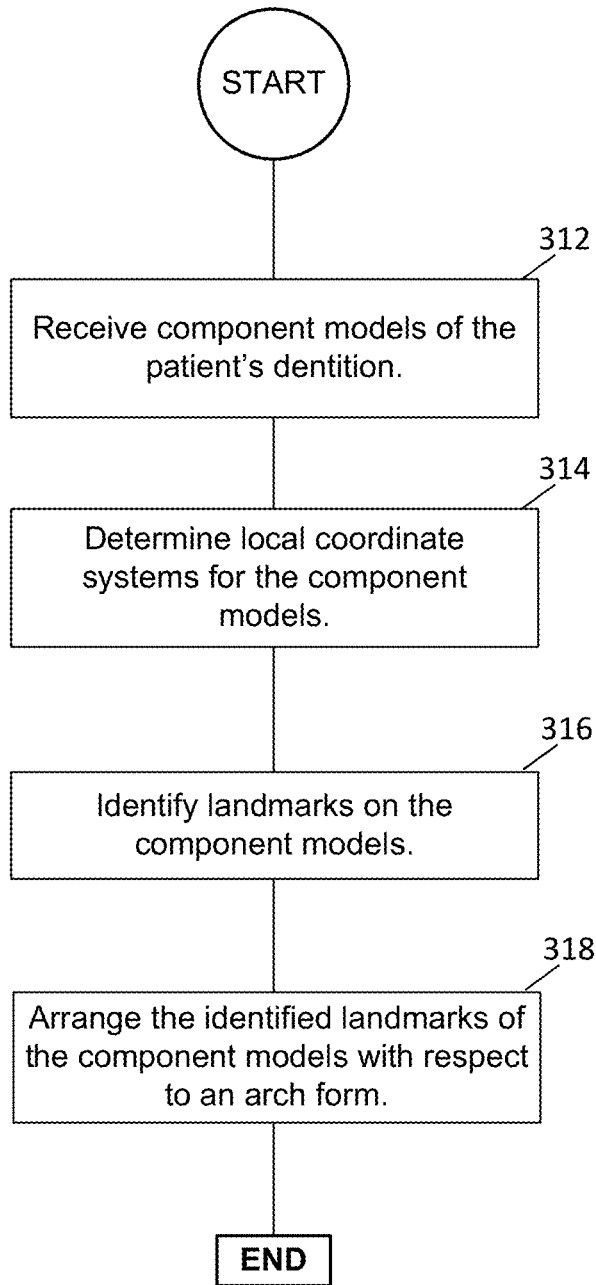 START
312
Receive component models of the
patient's dentition.
314
Determine local coordinate
systems for the component
models.
316
Identify landmarks on the
component models.
318
Arrange the identified landmarks of
the component models with respect
to an arch form.
END